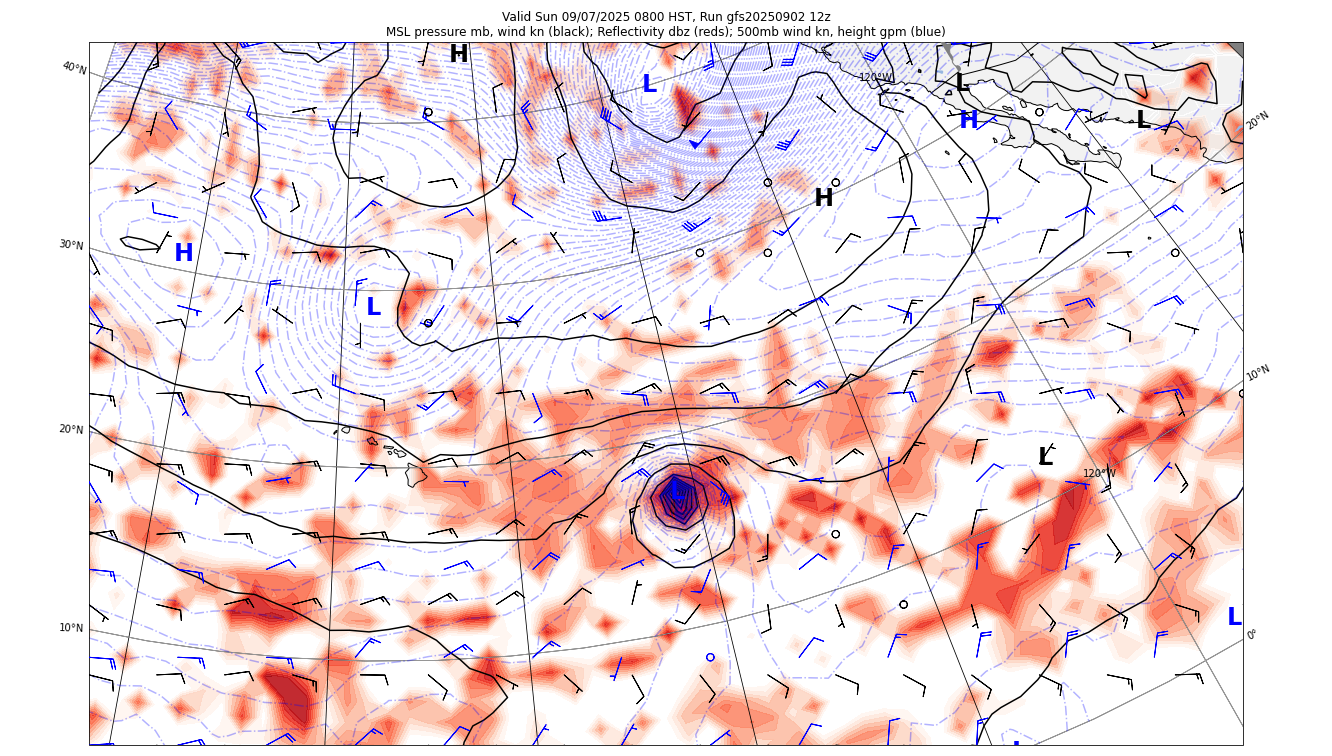 Valid Sun 09/07/2025 0800 HST, Run gfs20250902 12z
MSL pressure mb, wind kn (black); Reflectivity dbz (reds); 500mb wind kn, height gpm (blue)
H
40°N
L
120°W
L
H
L
20°N
H
30°N
H
L
10°N
20°N
L
120°W
L
10°N
L
0°
L